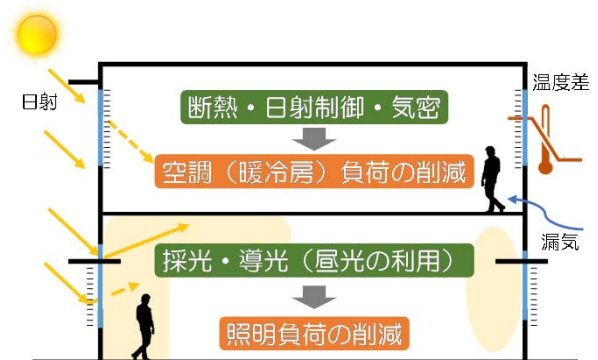 日射
温度差
断熱・日射制御・気密
空調（暖冷房）負荷の削減
漏気
採光・導光（昼光の利用）
照明負荷の削減